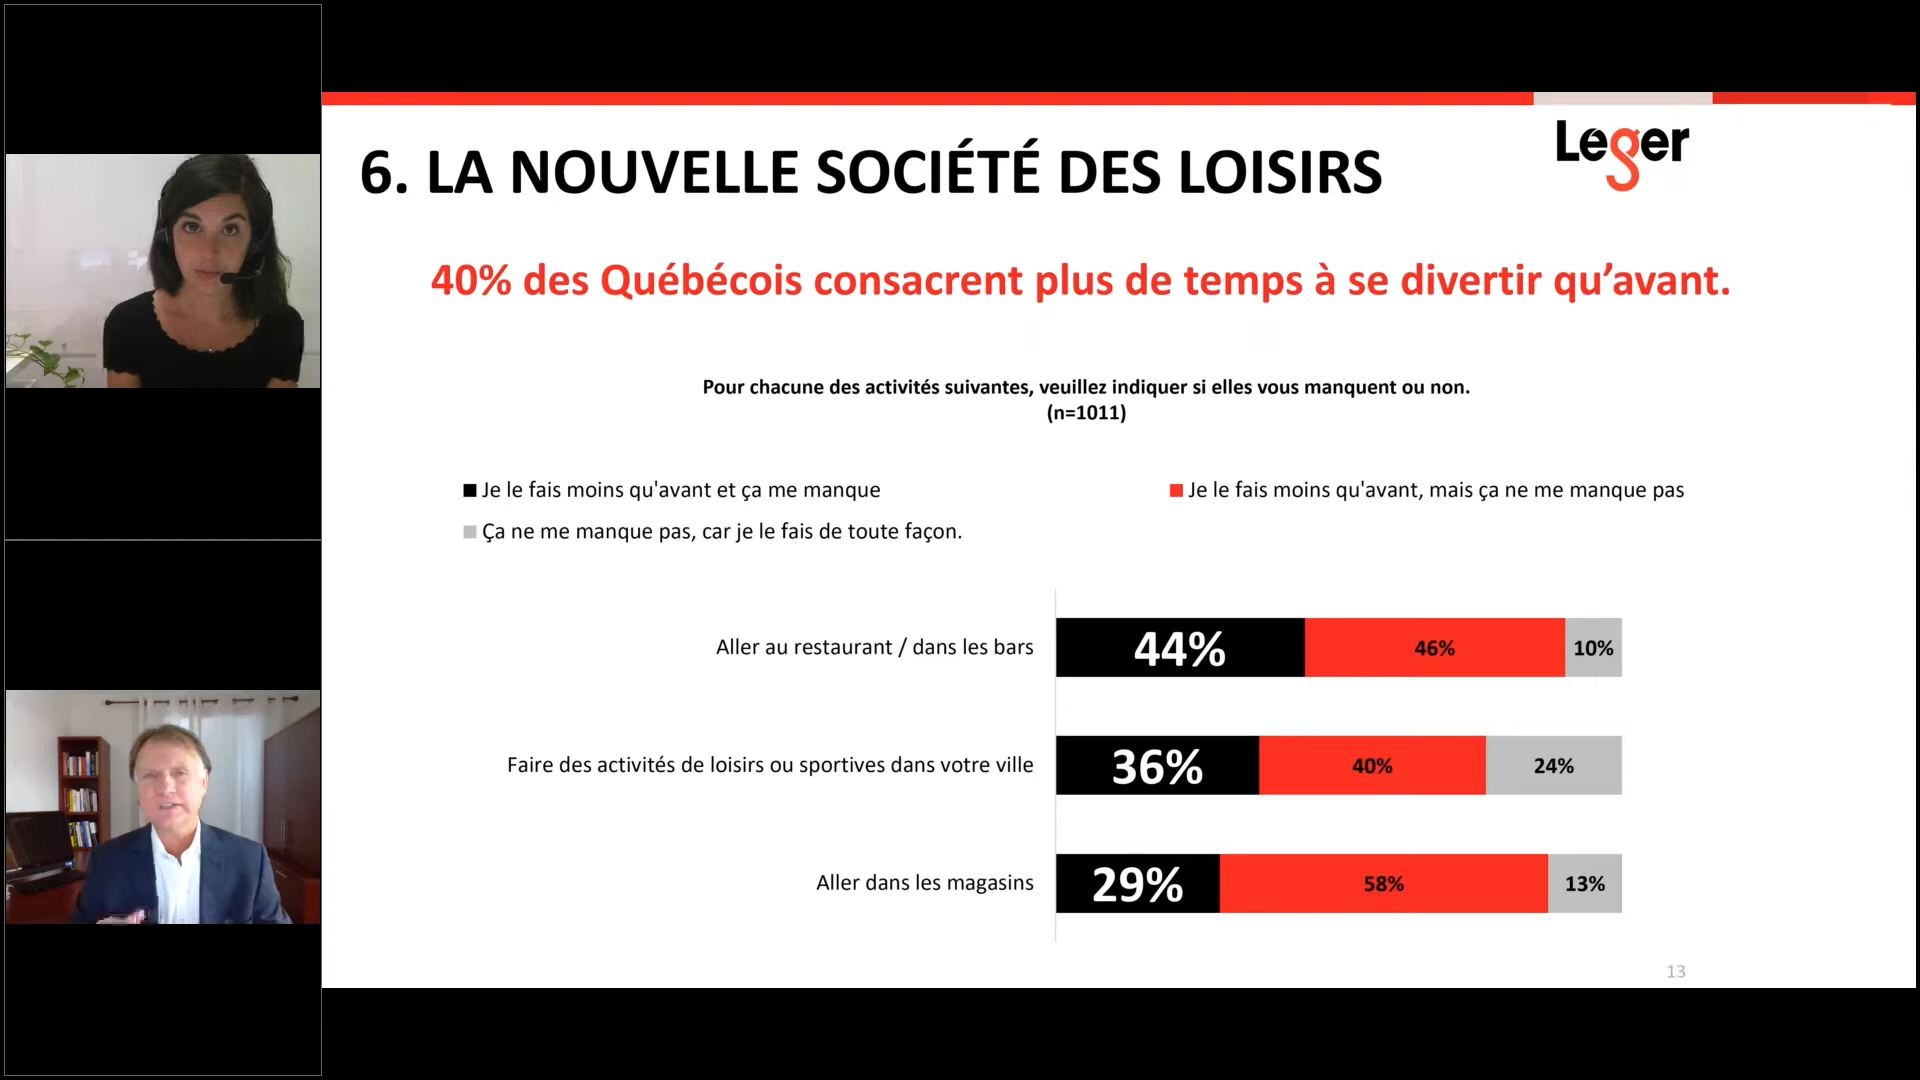 6. LA NOUVELLE SOCIÉTÉ DES LOISIRS
Leger
40% des Québécois consacrent plus de temps à se divertir qu’avant.
Pour chacune des activités suivantes, veuillez indiquer si elles vous manquent ou non.
(n=1011)
Je le fais moins qu'avant et ça me manque
Je le fais moins qu'avant, mais ça ne me manque pas
Ça ne me manque pas, car je le fais de toute façon.
Aller au restaurant / dans les bars 44% 46% 10%
Faire des activités de loisirs ou sportives dans votre ville 36% 40% 24%
Aller dans les magasins 29% 58% 13%
13